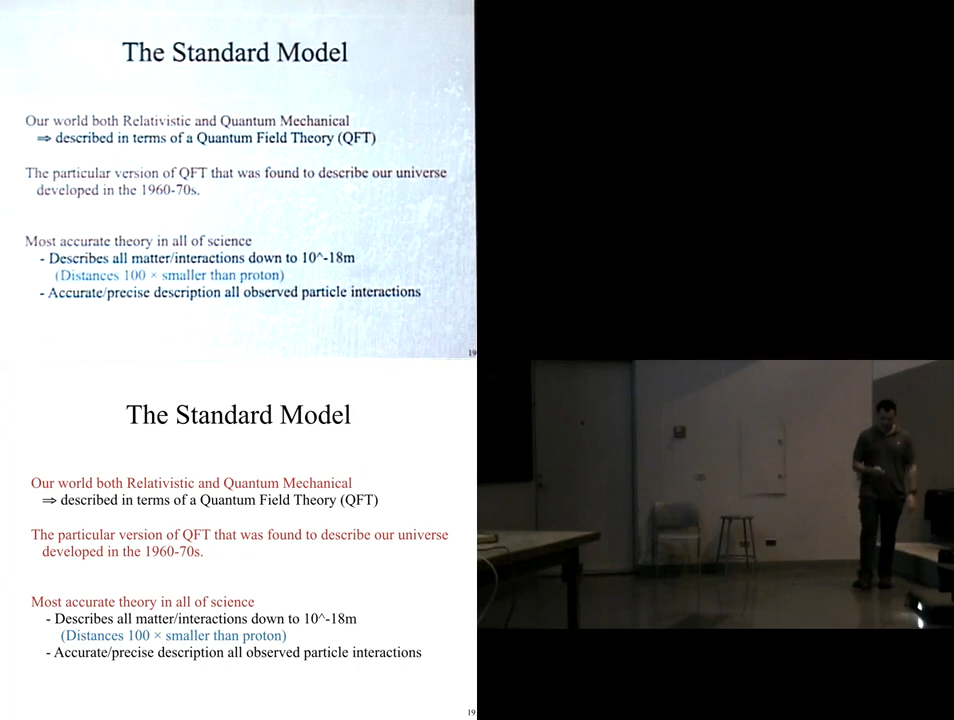 The Standard Model
Our world both Relativistic and Quantum Mechanical
⇒ described in terms of a Quantum Field Theory (QFT)
The particular version of QFT that was found to describe our universe
developed in the 1960-70s.
Most accurate theory in all of science
- Describes all matter/interactions down to 10^-18m
(Distances 100 × smaller than proton)
- Accurate/precise description all observed particle interactions
19
The Standard Model
Our world both Relativistic and Quantum Mechanical
⇒ described in terms of a Quantum Field Theory (QFT)
The particular version of QFT that was found to describe our universe
developed in the 1960-70s.
Most accurate theory in all of science
- Describes all matter/interactions down to 10^-18m
(Distances 100 × smaller than proton)
- Accurate/precise description all observed particle interactions
19